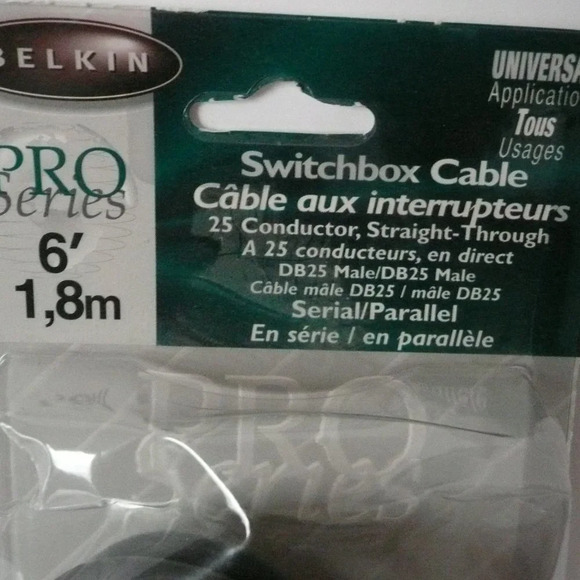 BELKIN
UNIVERSA
Applicatio
Tous
Usages
PRO
Series
6'
1,8m
Switchbox Cable
Câble aux interrupteurs
25 Conductor, Straight-Through
A 25 conducteurs, en direct
DB25 Male/DB25 Male
Câble mâle DB25 / mâle DB25
Serial/Parallel
En série / en parallèle
PRO
Series